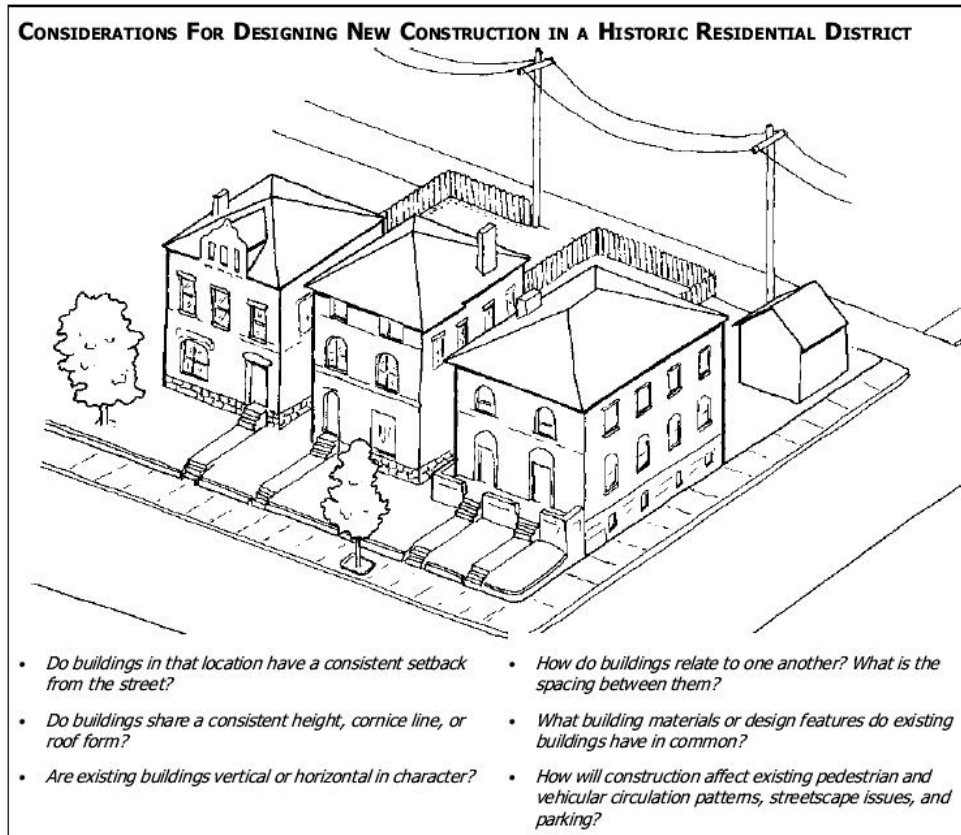 CONSIDERATIONS FOR DESIGNING NEW CONSTRUCTION IN A HISTORIC RESIDENTIAL DISTRICT
• Do buildings in that location have a consistent setback
from the street?
• Do buildings share a consistent height, cornice line, or
roof form?
• Are existing buildings vertical or horizontal in character?
• How do buildings relate to one another? What is the
spacing between them?
• What building materials or design features do existing
buildings have in common?
• How will construction affect existing pedestrian and
vehicular circulation patterns, streetscape issues, and
parking?